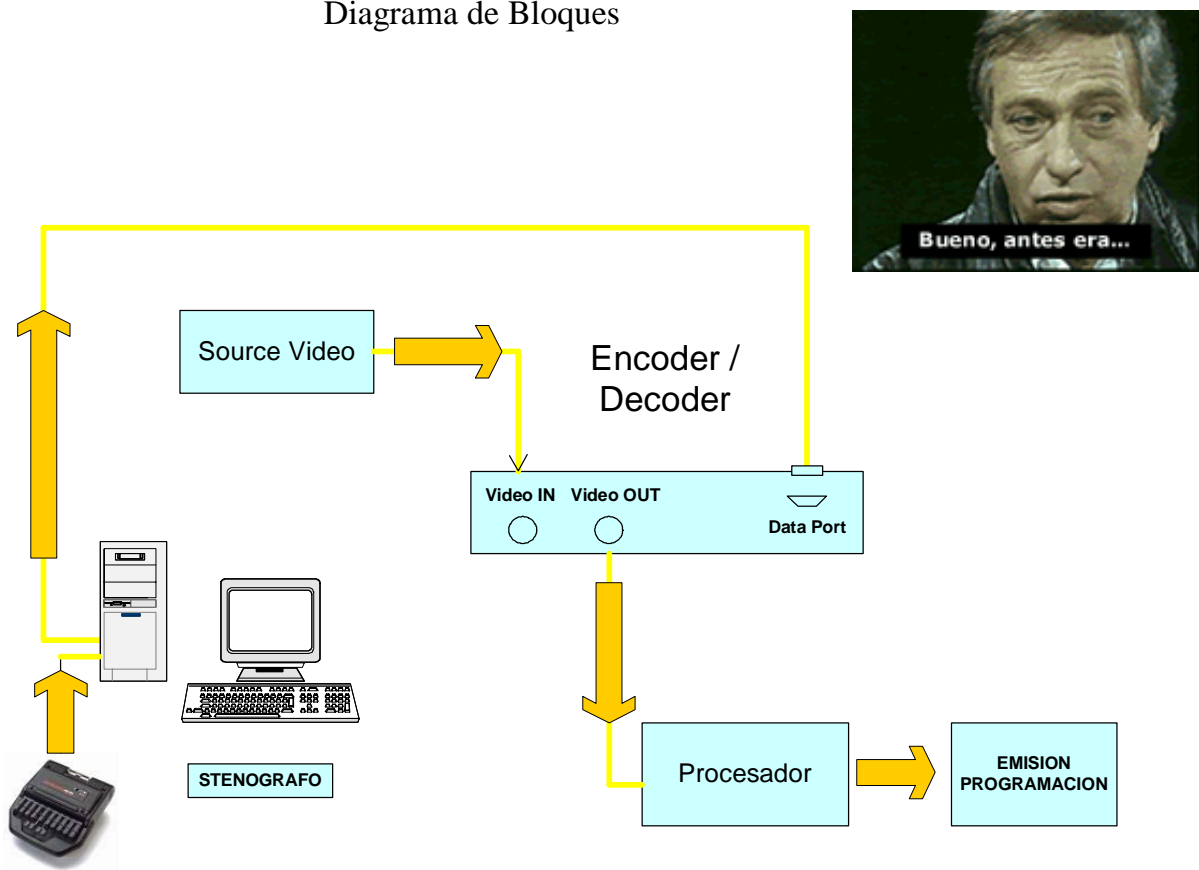 Diagrama de Bloques
Bueno, antes era...
Source Video
Encoder /
Decoder
Video IN Video OUT
Data Port
STENOGRAFO
Procesador
EMISION
PROGRAMACION